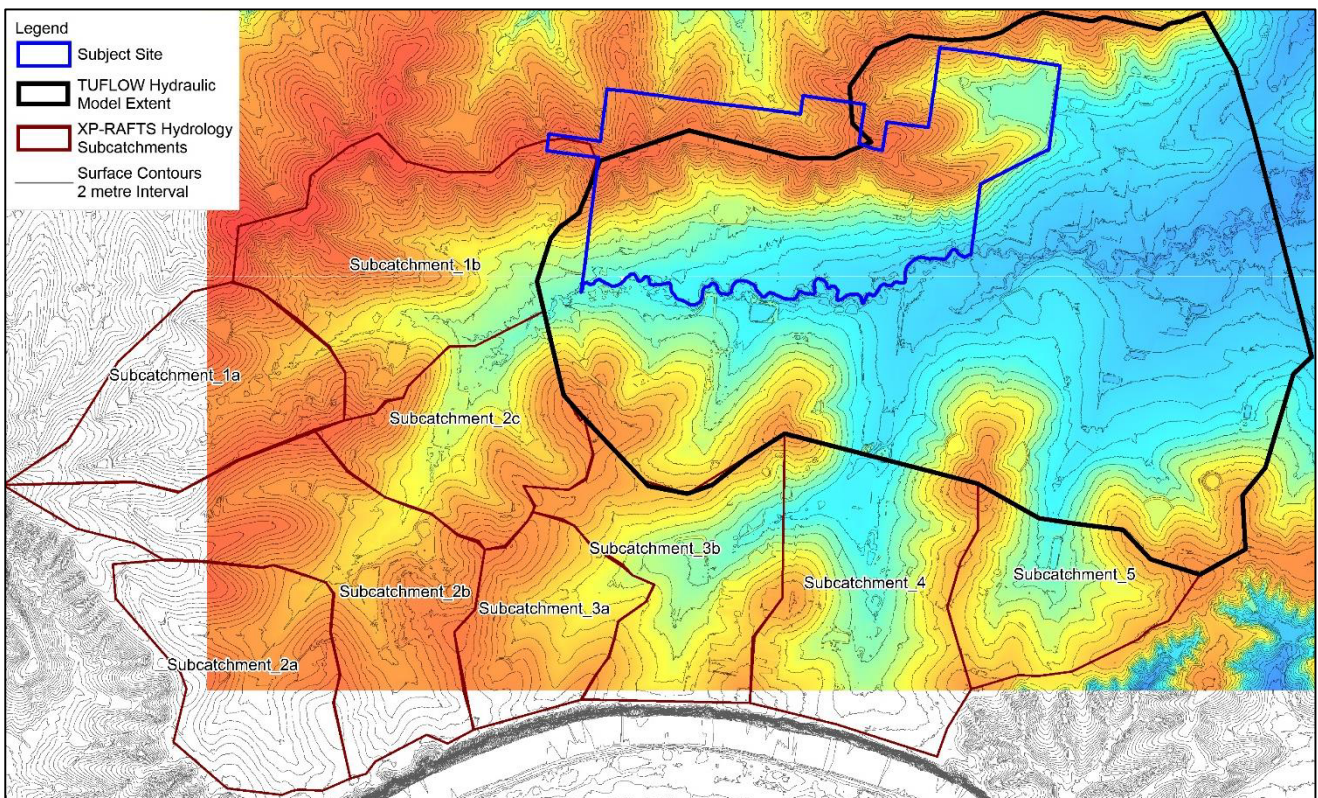 Legend
Subject Site
TUFLOW Hydraulic
Model Extent
XP-RAFTS Hydrology
Subcatchments
Surface Contours
2 metre Interval
Subcatchment_1b
Subcatchment_1a
Subcatchment_2c
Subcatchment_3b
Subcatchment_5
Subcatchment_4
Subcatchment_2b
Subcatchment_3a
Subcatchment_2a